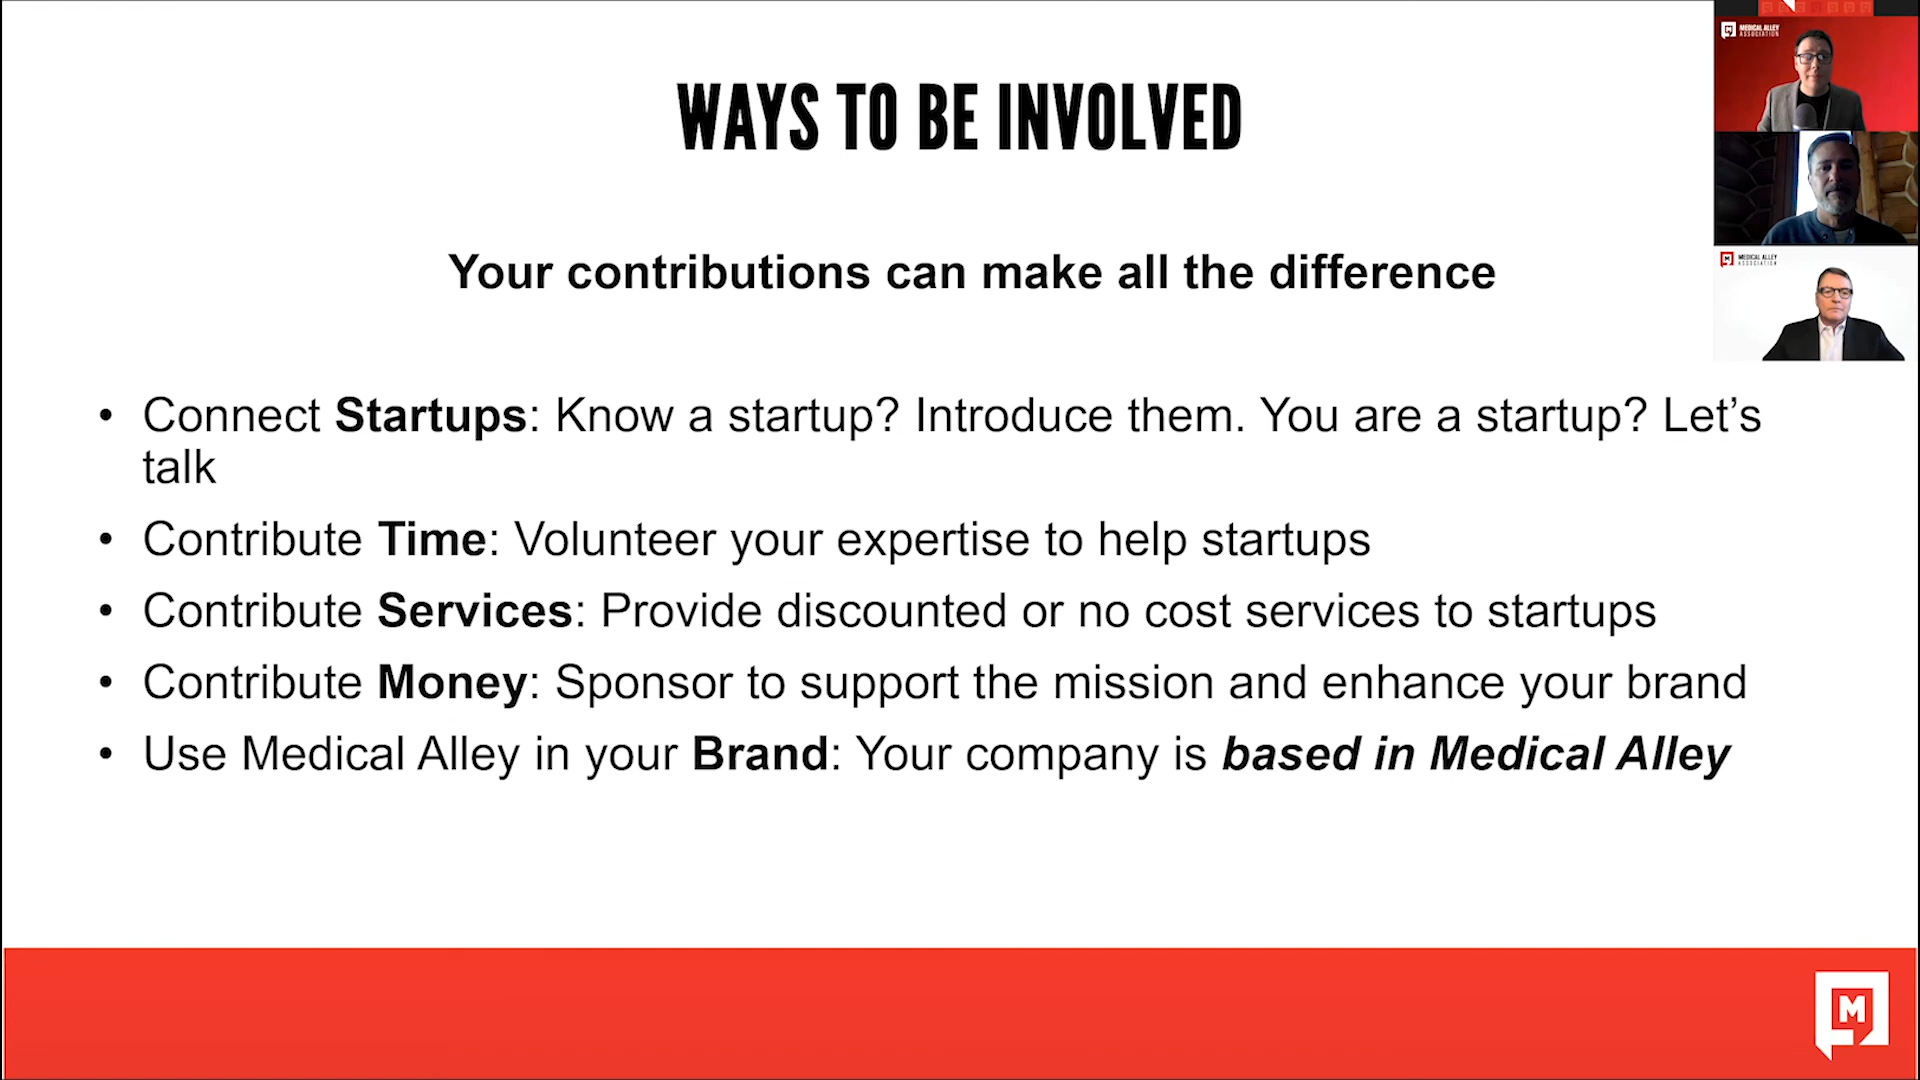 WAYS TO BE INVOLVED
Your contributions can make all the difference
• Connect Startups: Know a startup? Introduce them. You are a startup? Let’s
talk
• Contribute Time: Volunteer your expertise to help startups
• Contribute Services: Provide discounted or no cost services to startups
• Contribute Money: Sponsor to support the mission and enhance your brand
• Use Medical Alley in your Brand: Your company is based in Medical Alley
MEDICAL ALLEY
ASSOCIATION
MEDICAL ALLEY
ASSOCIATION
M